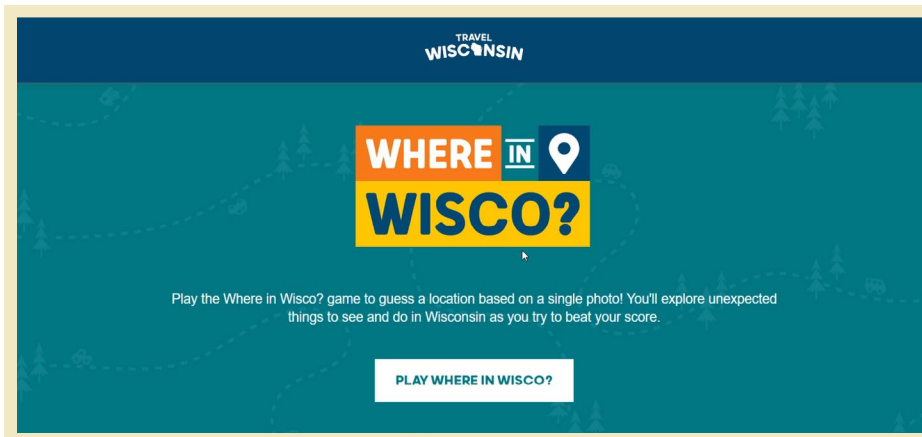 TRAVEL
WISCONSIN
WHERE IN
WISCO?
Play the Where in Wisco? game to guess a location based on a single photo! You'll explore unexpected
things to see and do in Wisconsin as you try to beat your score.
PLAY WHERE IN WISCO?